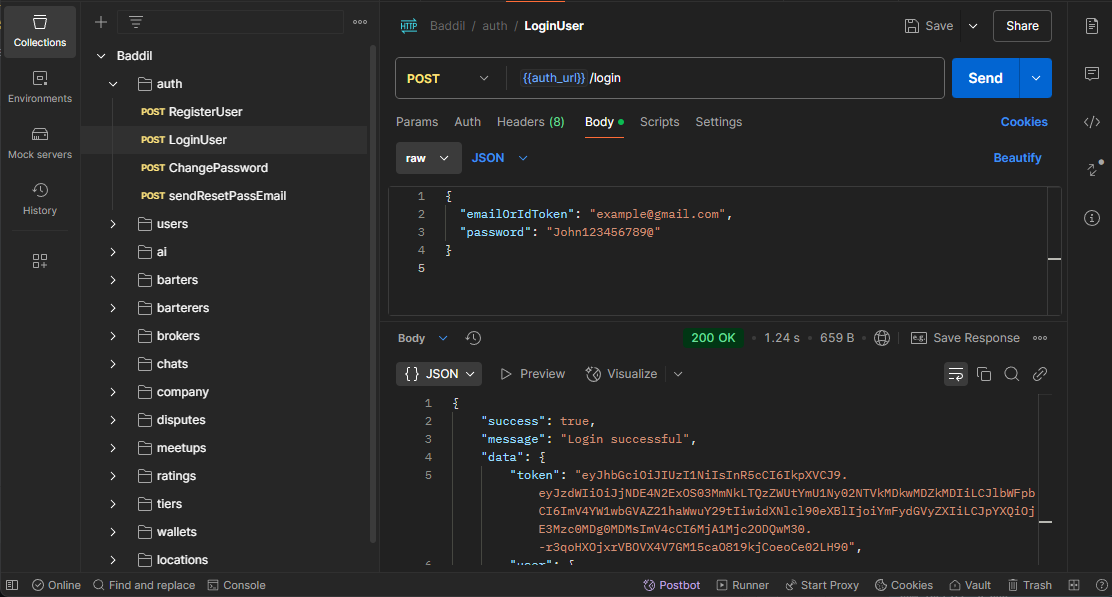 Collections
Environments
Mock servers
History
Baddil
auth
POST RegisterUser
POST LoginUser
POST ChangePassword
POST sendResetPassEmail
users
ai
barters
barterers
brokers
chats
company
disputes
meetups
ratings
tiers
wallets
locations
HTTP Baddil / auth / LoginUser
Save
Share
POST {{auth_url}} /login
Send
Params Auth Headers (8) Body Scripts Settings Cookies
raw JSON Beautify
1 {
2 "emailOrIdToken": "example@gmail.com",
3 "password": "John123456789@"
4 }
5
Body 200 OK • 1.24 s • 659 B e.g. Save Response
{} JSON Preview Visualize
1 {
2 "success": true,
3 "message": "Login successful",
4 "data": {
5 "token": "eyJhbGciOiJIUzI1NiIsInR5cCI6IkpXVCJ9.
eyJzdWIiOiJjNDE4N2ExOS03MmNkLTQzZWUtYmU1Ny02NTVkMDkwMDZkMDIiLCJlbWFpb
CI6ImV4YW1wbGVAZ21haWwuY29tIiwidXNlcl90eXBlIjoiYmFydGVyZXIiLCJpYXQiOj
E3Mzc0MDg0MDMsImV4cCI6MjA1Mjc2ODQwM30.
-r3qoHXOjxrVBOVX4V7GM15caO819kjCoeoCe02LH90",
6 "user": {
Online Find and replace Console Postbot Runner Start Proxy Cookies Vault Trash